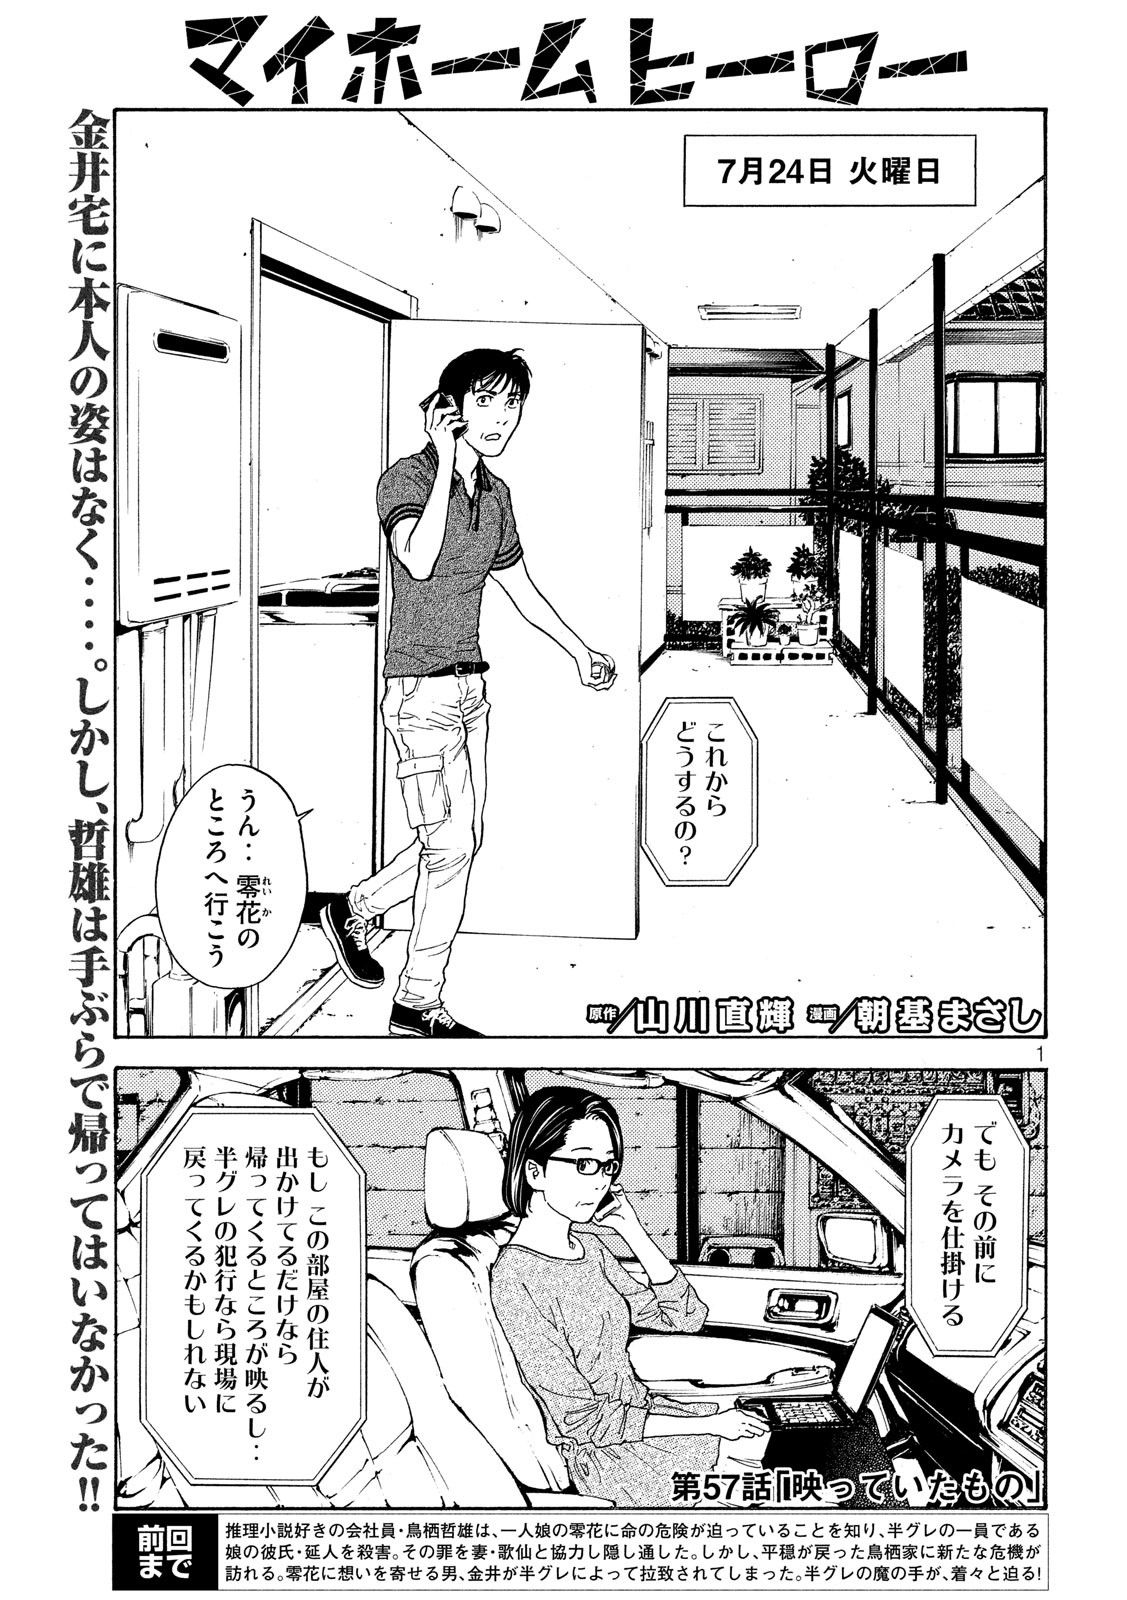 マイホームヒーロー
金井宅に本人の姿はなく‥‥‥。しかし、哲雄は手ぶらで帰ってはいなかった!!
7月24日 火曜日
これから
どうするの?
うん‥零花の
れいか
ところへ行こう
原作/山川直輝 漫画/朝基まさし
1
でも その前に
カメラを仕掛ける
もし この部屋の住人が
出かけてるだけなら
帰ってくるところが映るし‥
半グレの犯行なら現場に
戻ってくるかもしれない
第57話「映っていたもの」
前回
まで
推理小説好きの会社員・鳥栖哲雄は、一人娘の零花に命の危険が迫っていることを知り、半グレの一員である
娘の彼氏・延人を殺害。その罪を妻・歌仙と協力し隠し通した。しかし、平穏が戻った鳥栖家に新たな危機が
訪れる。零花に想いを寄せる男、金井が半グレによって拉致されてしまった。半グレの魔の手が、着々と迫る!